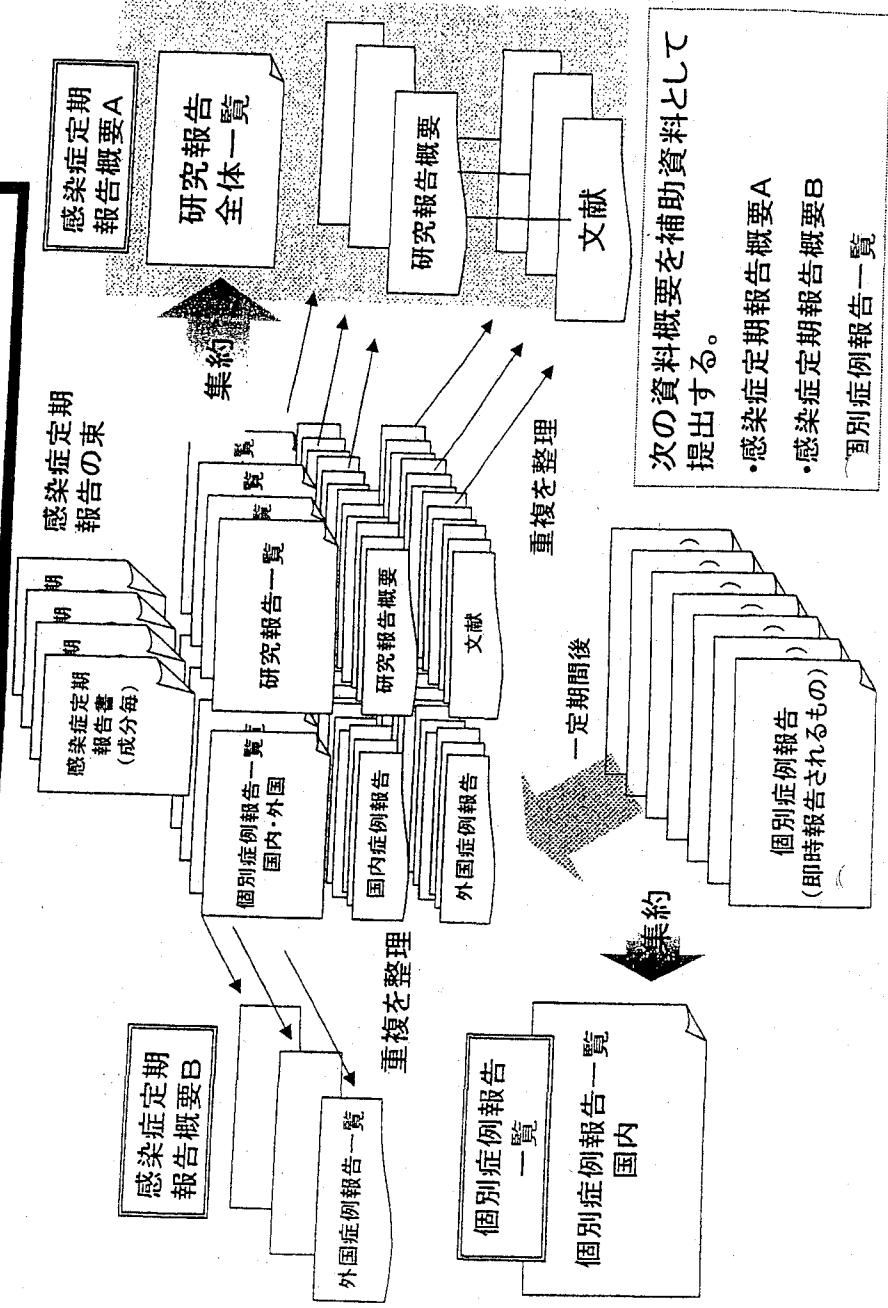 感染症定期
報告概要B
外国症例報告一覧
重複を整理
個別症例報告
一覧
個別症例報告一覧
国内
集約
感染症定期
報告書
(成分毎)
期
期
期
感染症定期
報告の束
個別症例報告一覧
国内・外国
国内症例報告
外国症例報告
研究報告一覧
覧
覧
覧
研究報告概要
文献
一定期間後
個別症例報告
(即時報告されるもの)
)
)
)
)
)
)
重複を整理
集約
感染症定期
報告概要A
研究報告
全体一覧
研究報告概要
文献
次の資料概要を補助資料として
提出する。
・感染症定期報告概要A
・感染症定期報告概要B
個別症例報告一覧